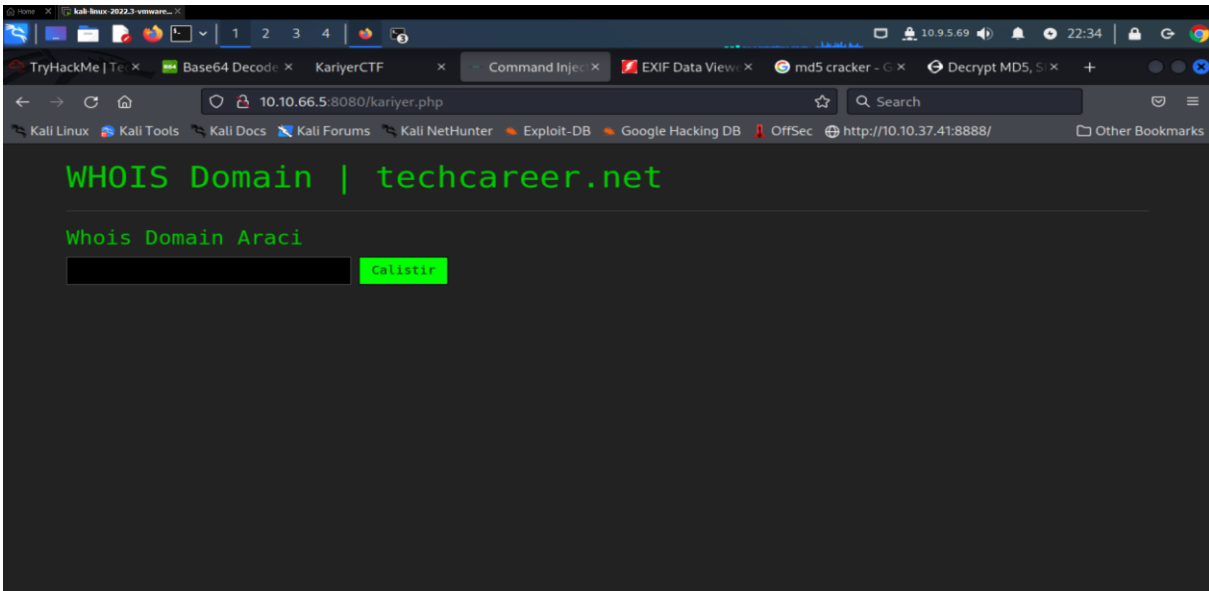 Home
kali-linux-2022.3-vmware...
1 2 3 4
10.9.5.69
22:34
TryHackMe | Tec
Base64 Decode
KariyerCTF
Command Inject
EXIF Data Viewe
md5 cracker - G
Decrypt MD5, S
10.10.66.5:8080/kariyer.php
Search
Kali Linux
Kali Tools
Kali Docs
Kali Forums
Kali NetHunter
Exploit-DB
Google Hacking DB
OffSec
http://10.10.37.41:8888/
Other Bookmarks
WHOIS Domain | techcareer.net
Whois Domain Araci
Calistir